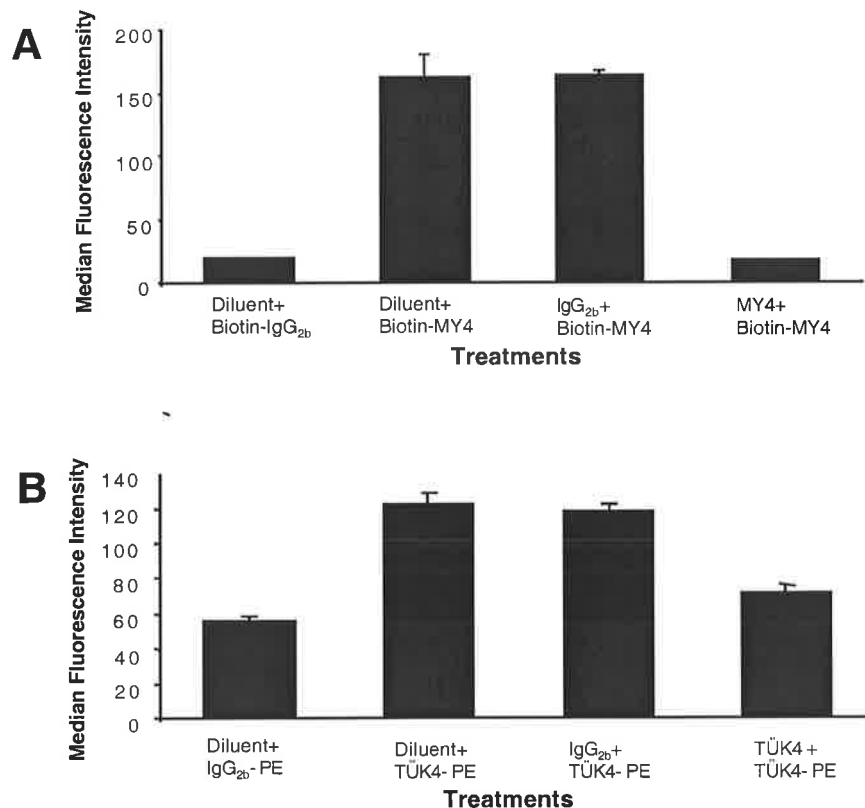 A
Median Fluorescence Intensity
200
150
100
50
0
Diluent+
Biotin-IgG2b
Diluent+
Biotin-MY4
IgG2b+
Biotin-MY4
MY4+
Biotin-MY4
Treatments
B
Median Fluorescence Intensity
140
120
100
80
60
40
20
0
Diluent+
IgG2b-PE
Diluent+
TÜK4-PE
IgG2b+
TÜK4-PE
TÜK4+
TÜK4-PE
Treatments